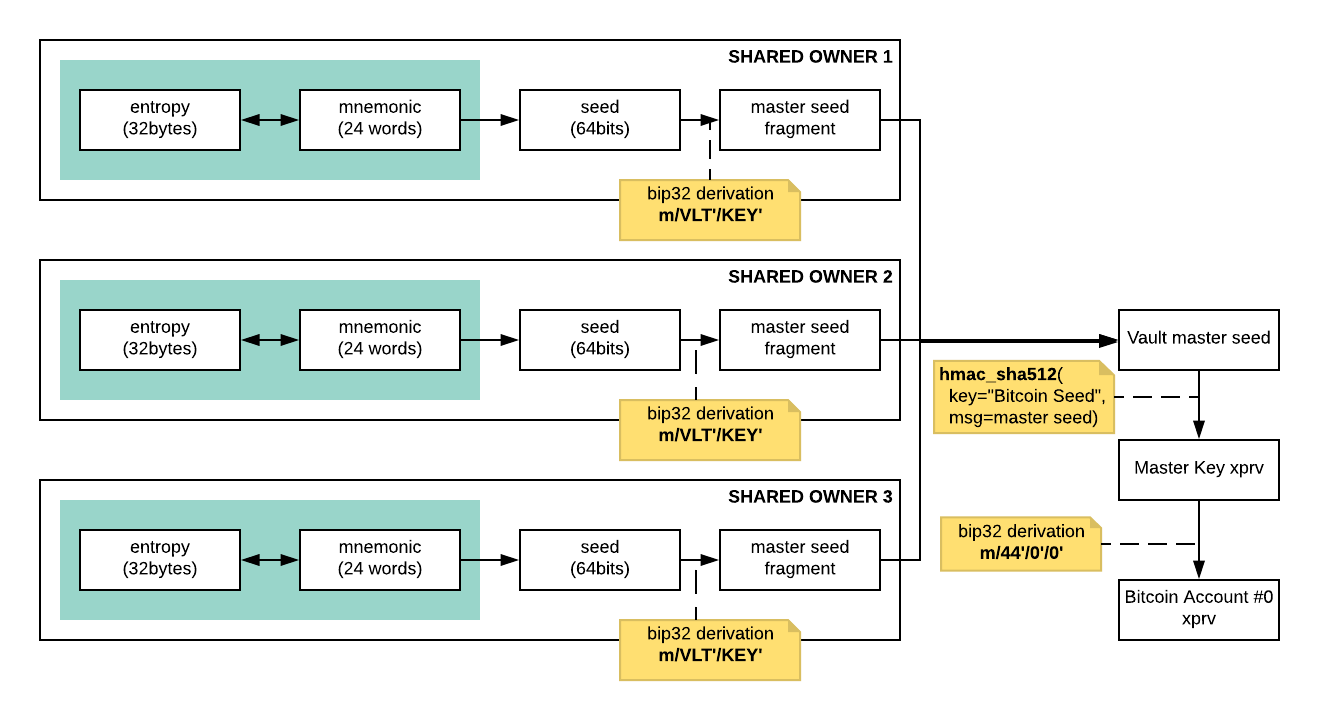 SHARED OWNER 1
entropy
(32bytes)
mnemonic
(24 words)
seed
(64bits)
master seed
fragment
bip32 derivation
m/VLT'/KEY'
SHARED OWNER 2
entropy
(32bytes)
mnemonic
(24 words)
seed
(64bits)
master seed
fragment
bip32 derivation
m/VLT'/KEY'
SHARED OWNER 3
entropy
(32bytes)
mnemonic
(24 words)
seed
(64bits)
master seed
fragment
bip32 derivation
m/VLT'/KEY'
Vault master seed
hmac_sha512(
key="Bitcoin Seed",
msg=master seed)
Master Key xprv
bip32 derivation
m/44'/0'/0'
Bitcoin Account #0
xprv